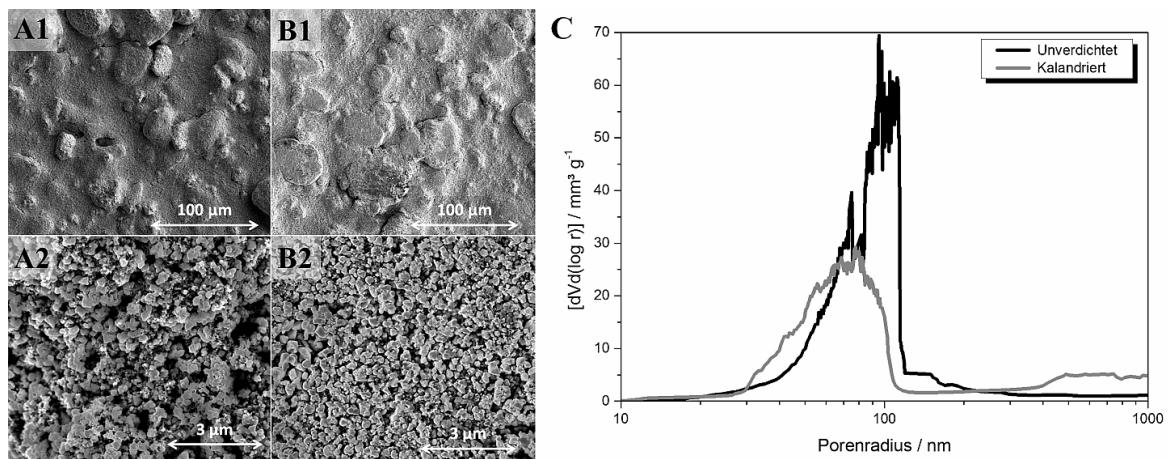 A1
100 µm
B1
100 µm
A2
3 µm
B2
3 µm
C
[dVd(log r)] / mm³ g⁻¹
70
60
50
40
30
20
10
0
Unverdichtet
Kalandriert
10
100
1000
Porenradius / nm